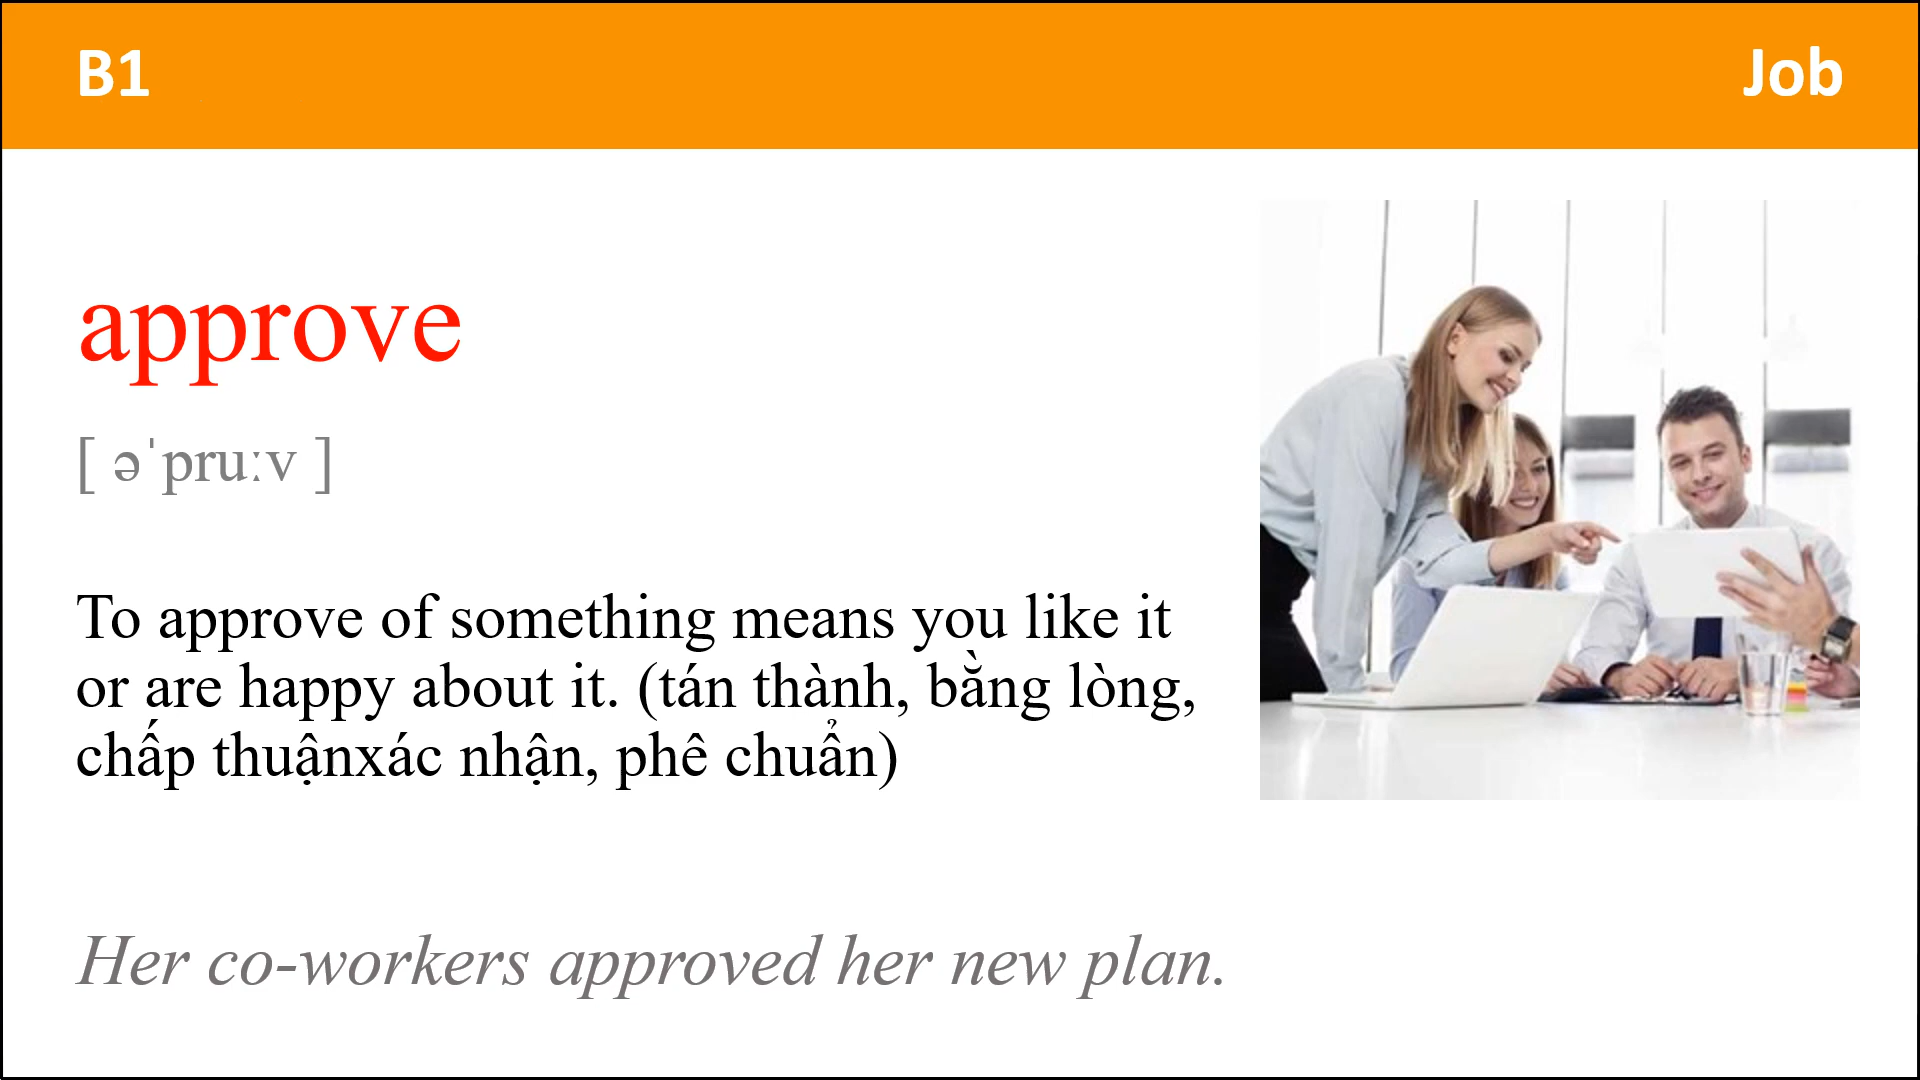 B1
Job
approve
[ əˈpruːv ]
To approve of something means you like it
or are happy about it. (tán thành, bằng lòng,
chấp thuậnxác nhận, phê chuẩn)
Her co-workers approved her new plan.